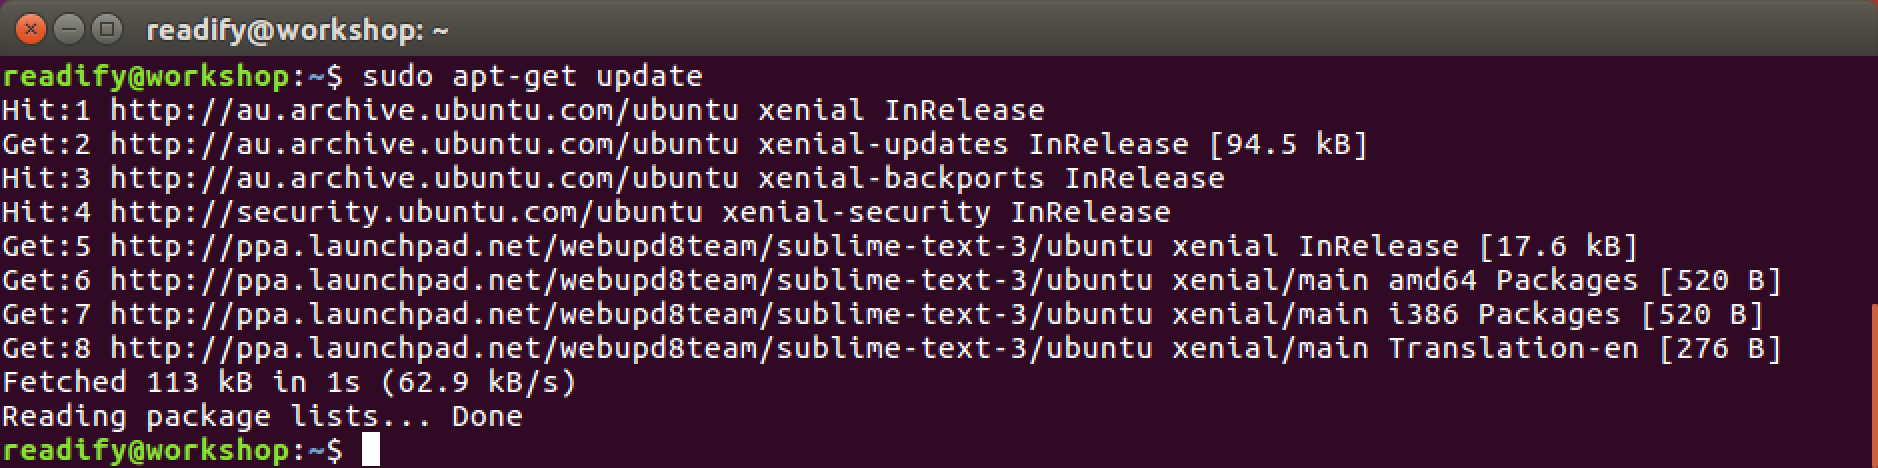 readify@workshop: ~
readify@workshop:~$ sudo apt-get update
Hit:1 http://au.archive.ubuntu.com/ubuntu xenial InRelease
Get:2 http://au.archive.ubuntu.com/ubuntu xenial-updates InRelease [94.5 kB]
Hit:3 http://au.archive.ubuntu.com/ubuntu xenial-backports InRelease
Hit:4 http://security.ubuntu.com/ubuntu xenial-security InRelease
Get:5 http://ppa.launchpad.net/webupd8team/sublime-text-3/ubuntu xenial InRelease [17.6 kB]
Get:6 http://ppa.launchpad.net/webupd8team/sublime-text-3/ubuntu xenial/main amd64 Packages [520 B]
Get:7 http://ppa.launchpad.net/webupd8team/sublime-text-3/ubuntu xenial/main i386 Packages [520 B]
Get:8 http://ppa.launchpad.net/webupd8team/sublime-text-3/ubuntu xenial/main Translation-en [276 B]
Fetched 113 kB in 1s (62.9 kB/s)
Reading package lists... Done
readify@workshop:~$